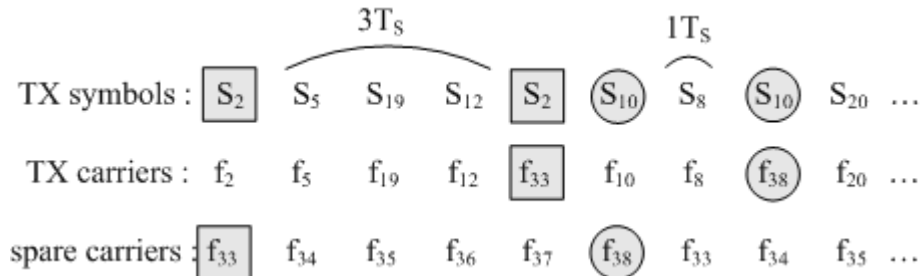 3T_S 1T_S
TX symbols : S_2 S_5 S_19 S_12 S_2 S_10 S_8 S_10 S_20 ...
TX carriers : f_2 f_5 f_19 f_12 f_33 f_10 f_8 f_38 f_20 ...
spare carriers : f_33 f_34 f_35 f_36 f_37 f_38 f_33 f_34 f_35 ...